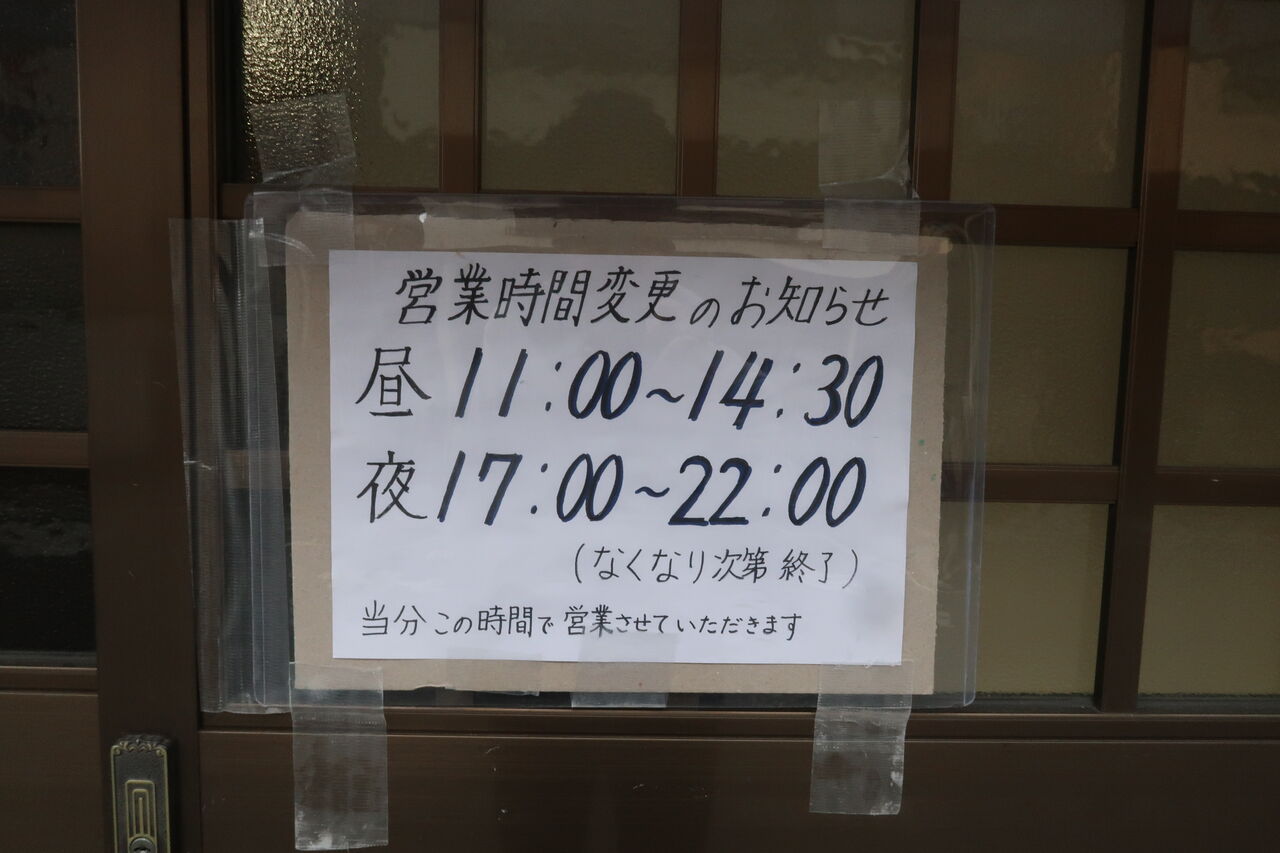 営業時間変更のお知らせ
昼 11:00~14:30
夜 17:00~22:00
(なくなり次第終了)
当分この時間で営業させていただきます